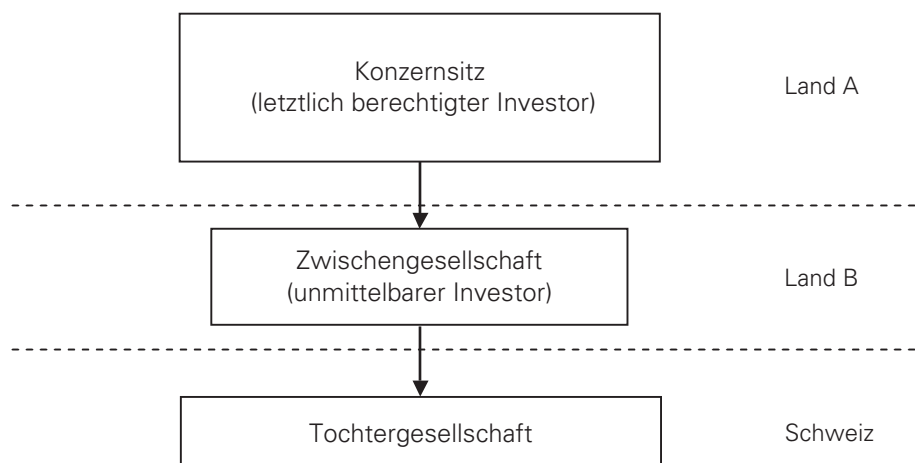 Konzernsitz
(letztlich berechtigter Investor)
Land A
Zwischengesellschaft
(unmittelbarer Investor)
Land B
Tochtergesellschaft
Schweiz